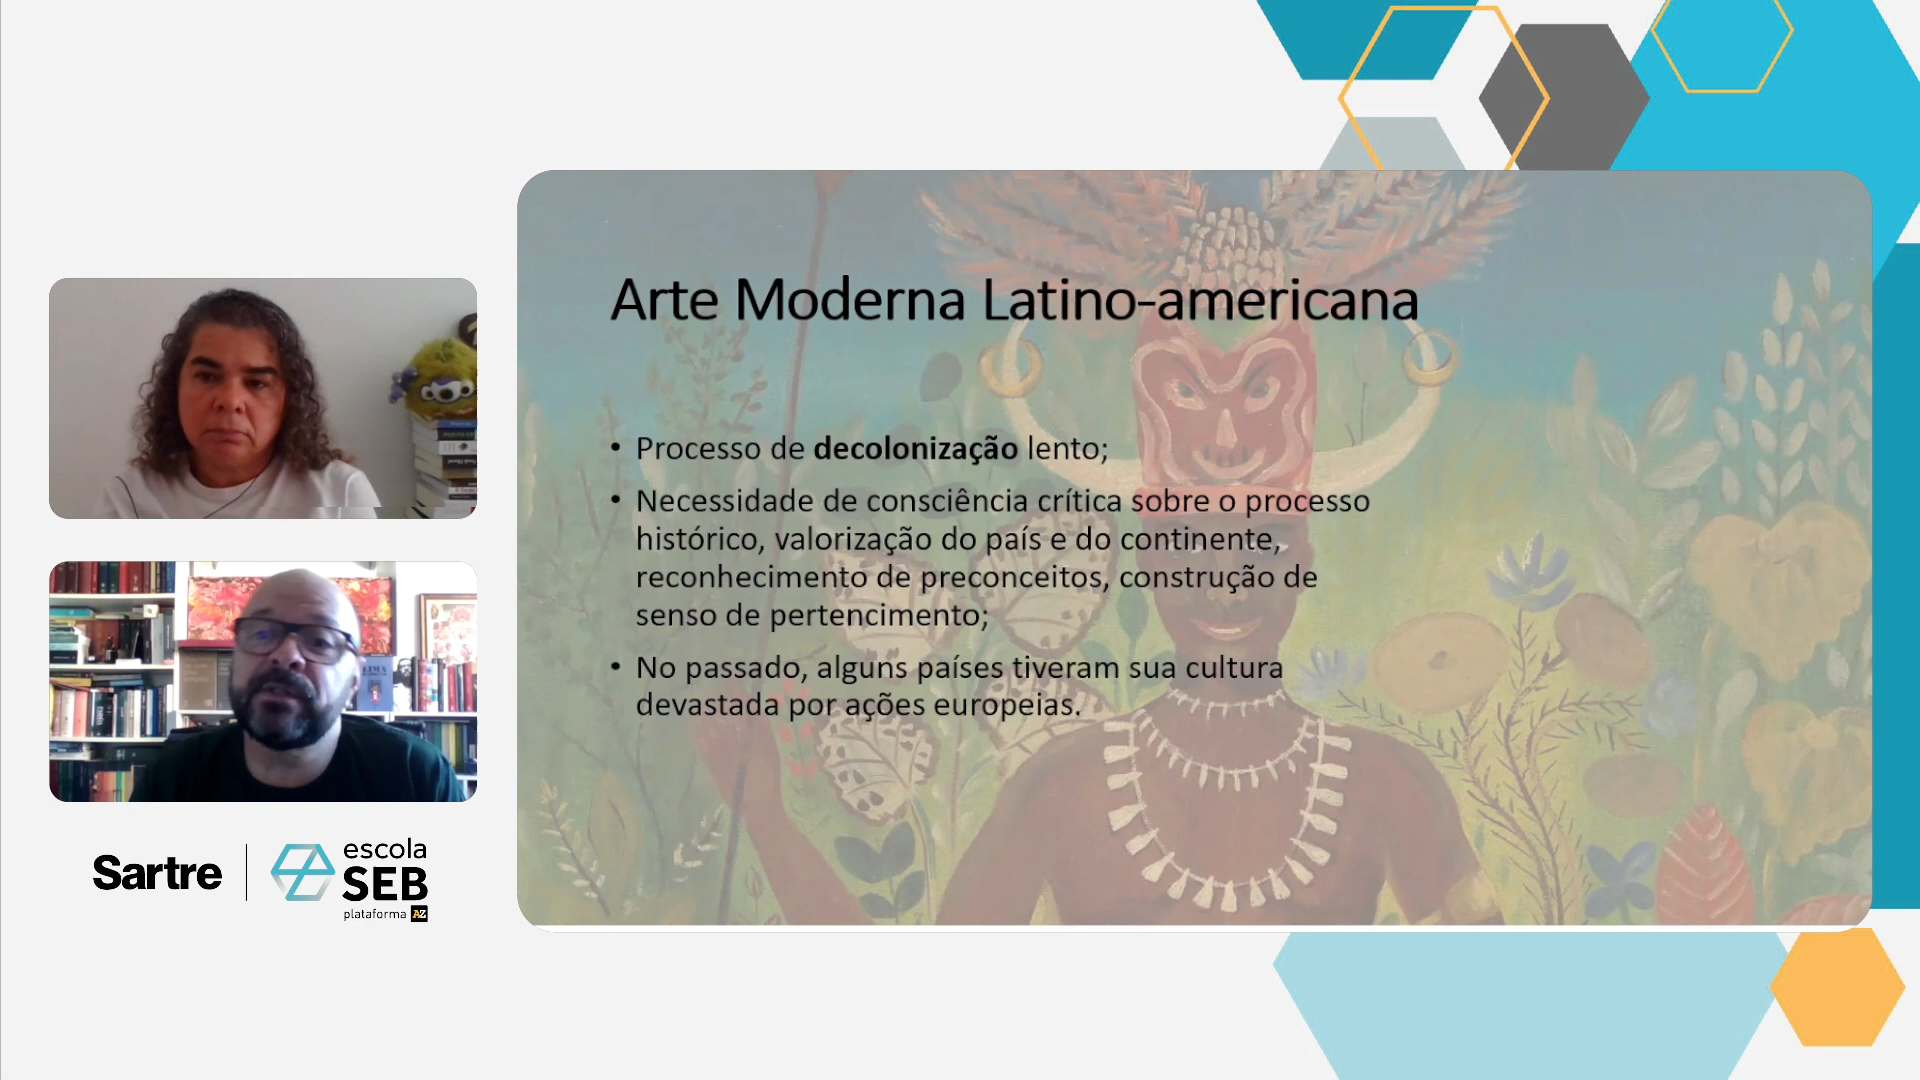 Arte Moderna Latino-americana
• Processo de decolonização lento;
• Necessidade de consciência crítica sobre o processo
histórico, valorização do país e do continente,
reconhecimento de preconceitos, construção de
senso de pertencimento;
• No passado, alguns países tiveram sua cultura
devastada por ações europeias.
Sartre
escola
SEB
plataforma AZ